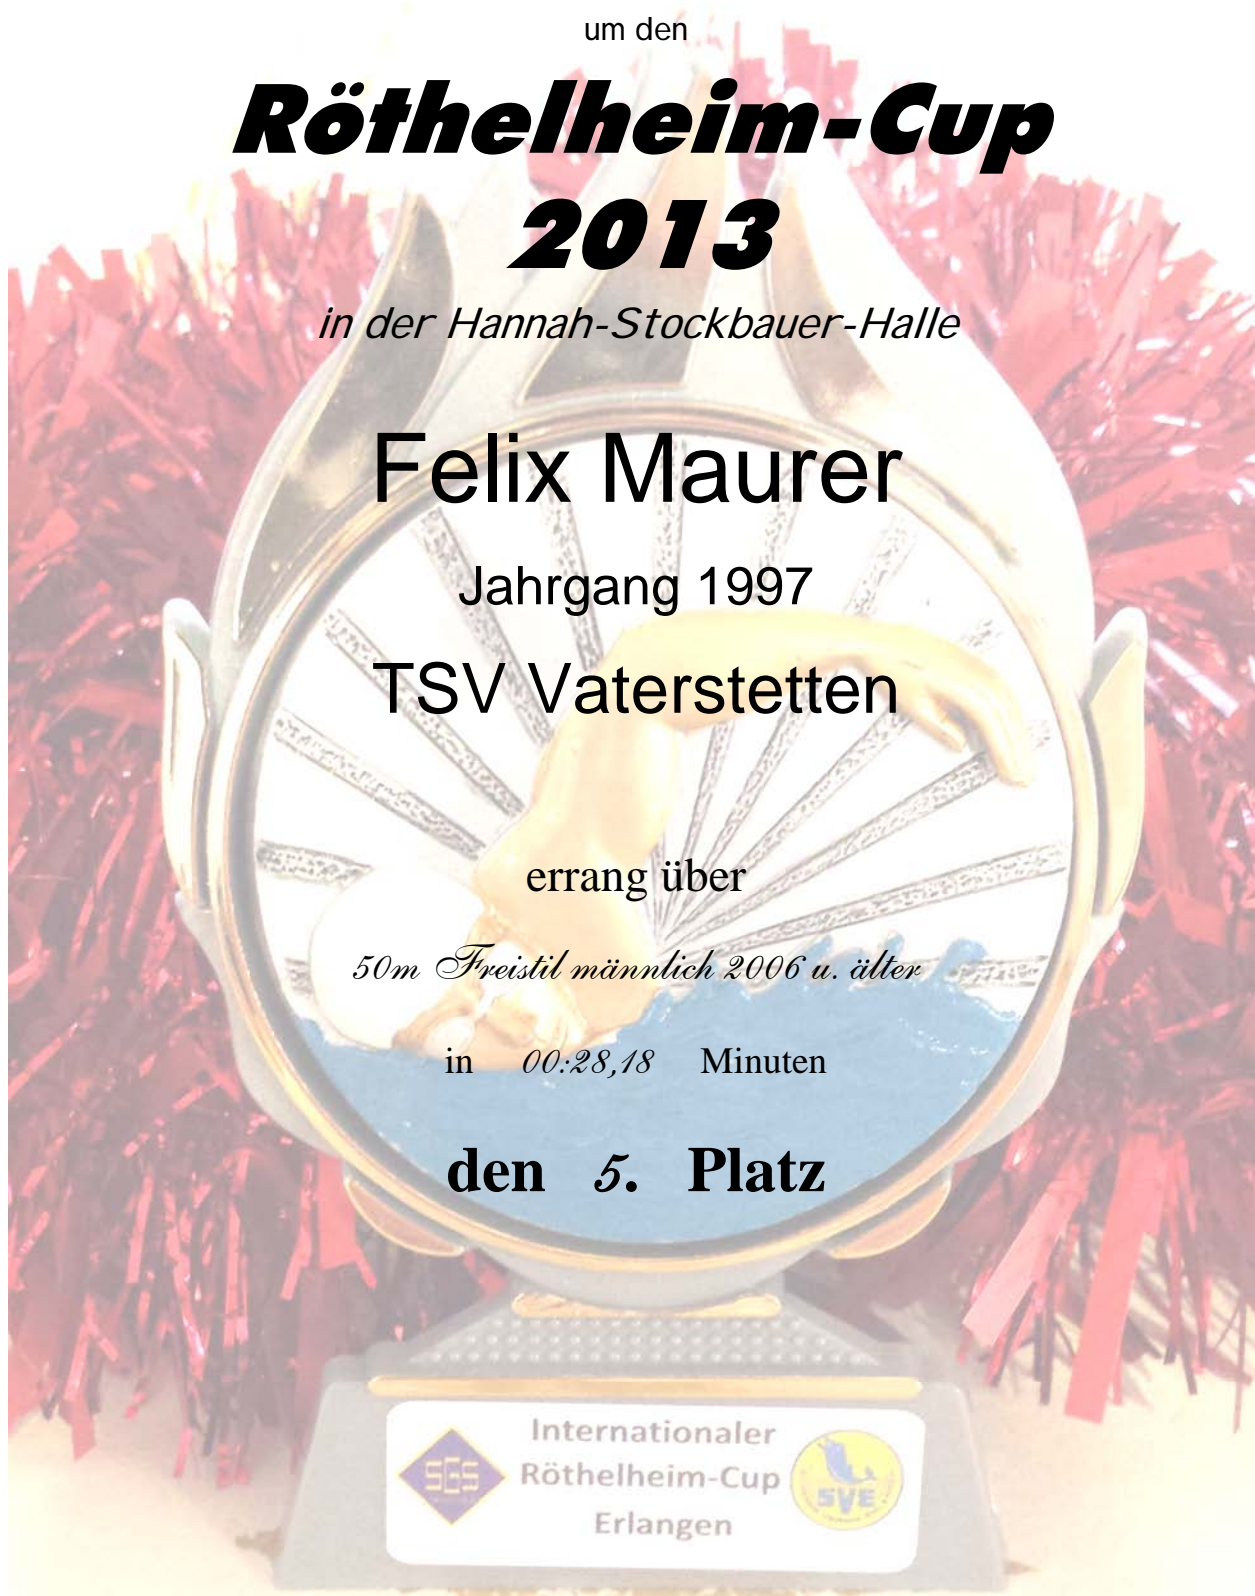 um den
Röthelheim-Cup
2013
in der Hannah-Stockbauer-Halle
Felix Maurer
Jahrgang 1997
TSV Vaterstetten
errang über
50m Freistil männlich 2006 u. älter
in 00:28,18 Minuten
den 5. Platz
Internationaler
SGS Röthelheim-Cup SVE
Erlangen